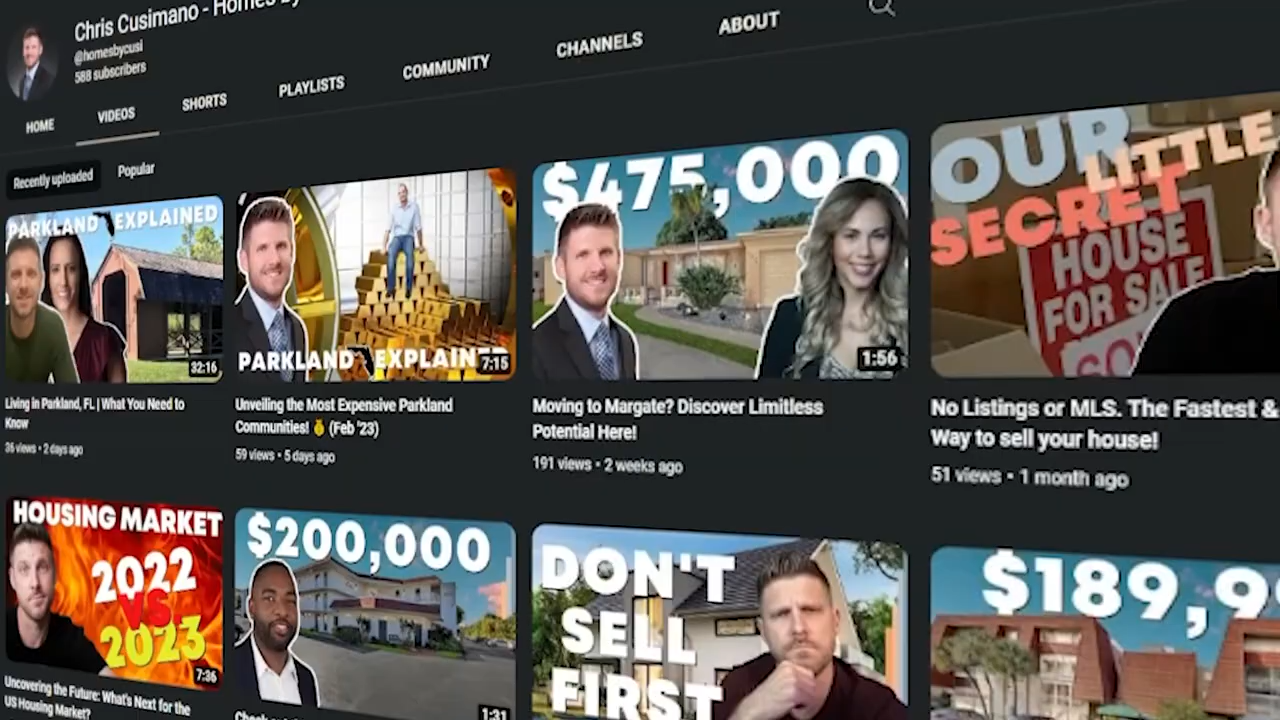 Chris Cusimano - Homes
@homesbycusi
588 subscribers
HOME
VIDEOS
SHORTS
PLAYLISTS
COMMUNITY
CHANNELS
ABOUT
Recently uploaded
Popular
PARKLAND EXPLAINED
32:16
Living in Parkland, FL | What You Need to
Know
36 views • 2 days ago
PARKLAND EXPLAINED
7:15
Unveiling the Most Expensive Parkland
Communities! 🥇 (Feb '23)
59 views • 5 days ago
$475,000
1:56
Moving to Margate? Discover Limitless
Potential Here!
191 views • 2 weeks ago
OUR
LITTLE
SECRET
HOUSE
FOR SALE
No Listings or MLS. The Fastest &
Way to sell your house!
51 views • 1 month ago
HOUSING MARKET
2022
VS
2023
7:36
Uncovering the Future: What's Next for the
US Housing Market?
$200,000
1:31
DON'T
SELL
FIRST
$189,9